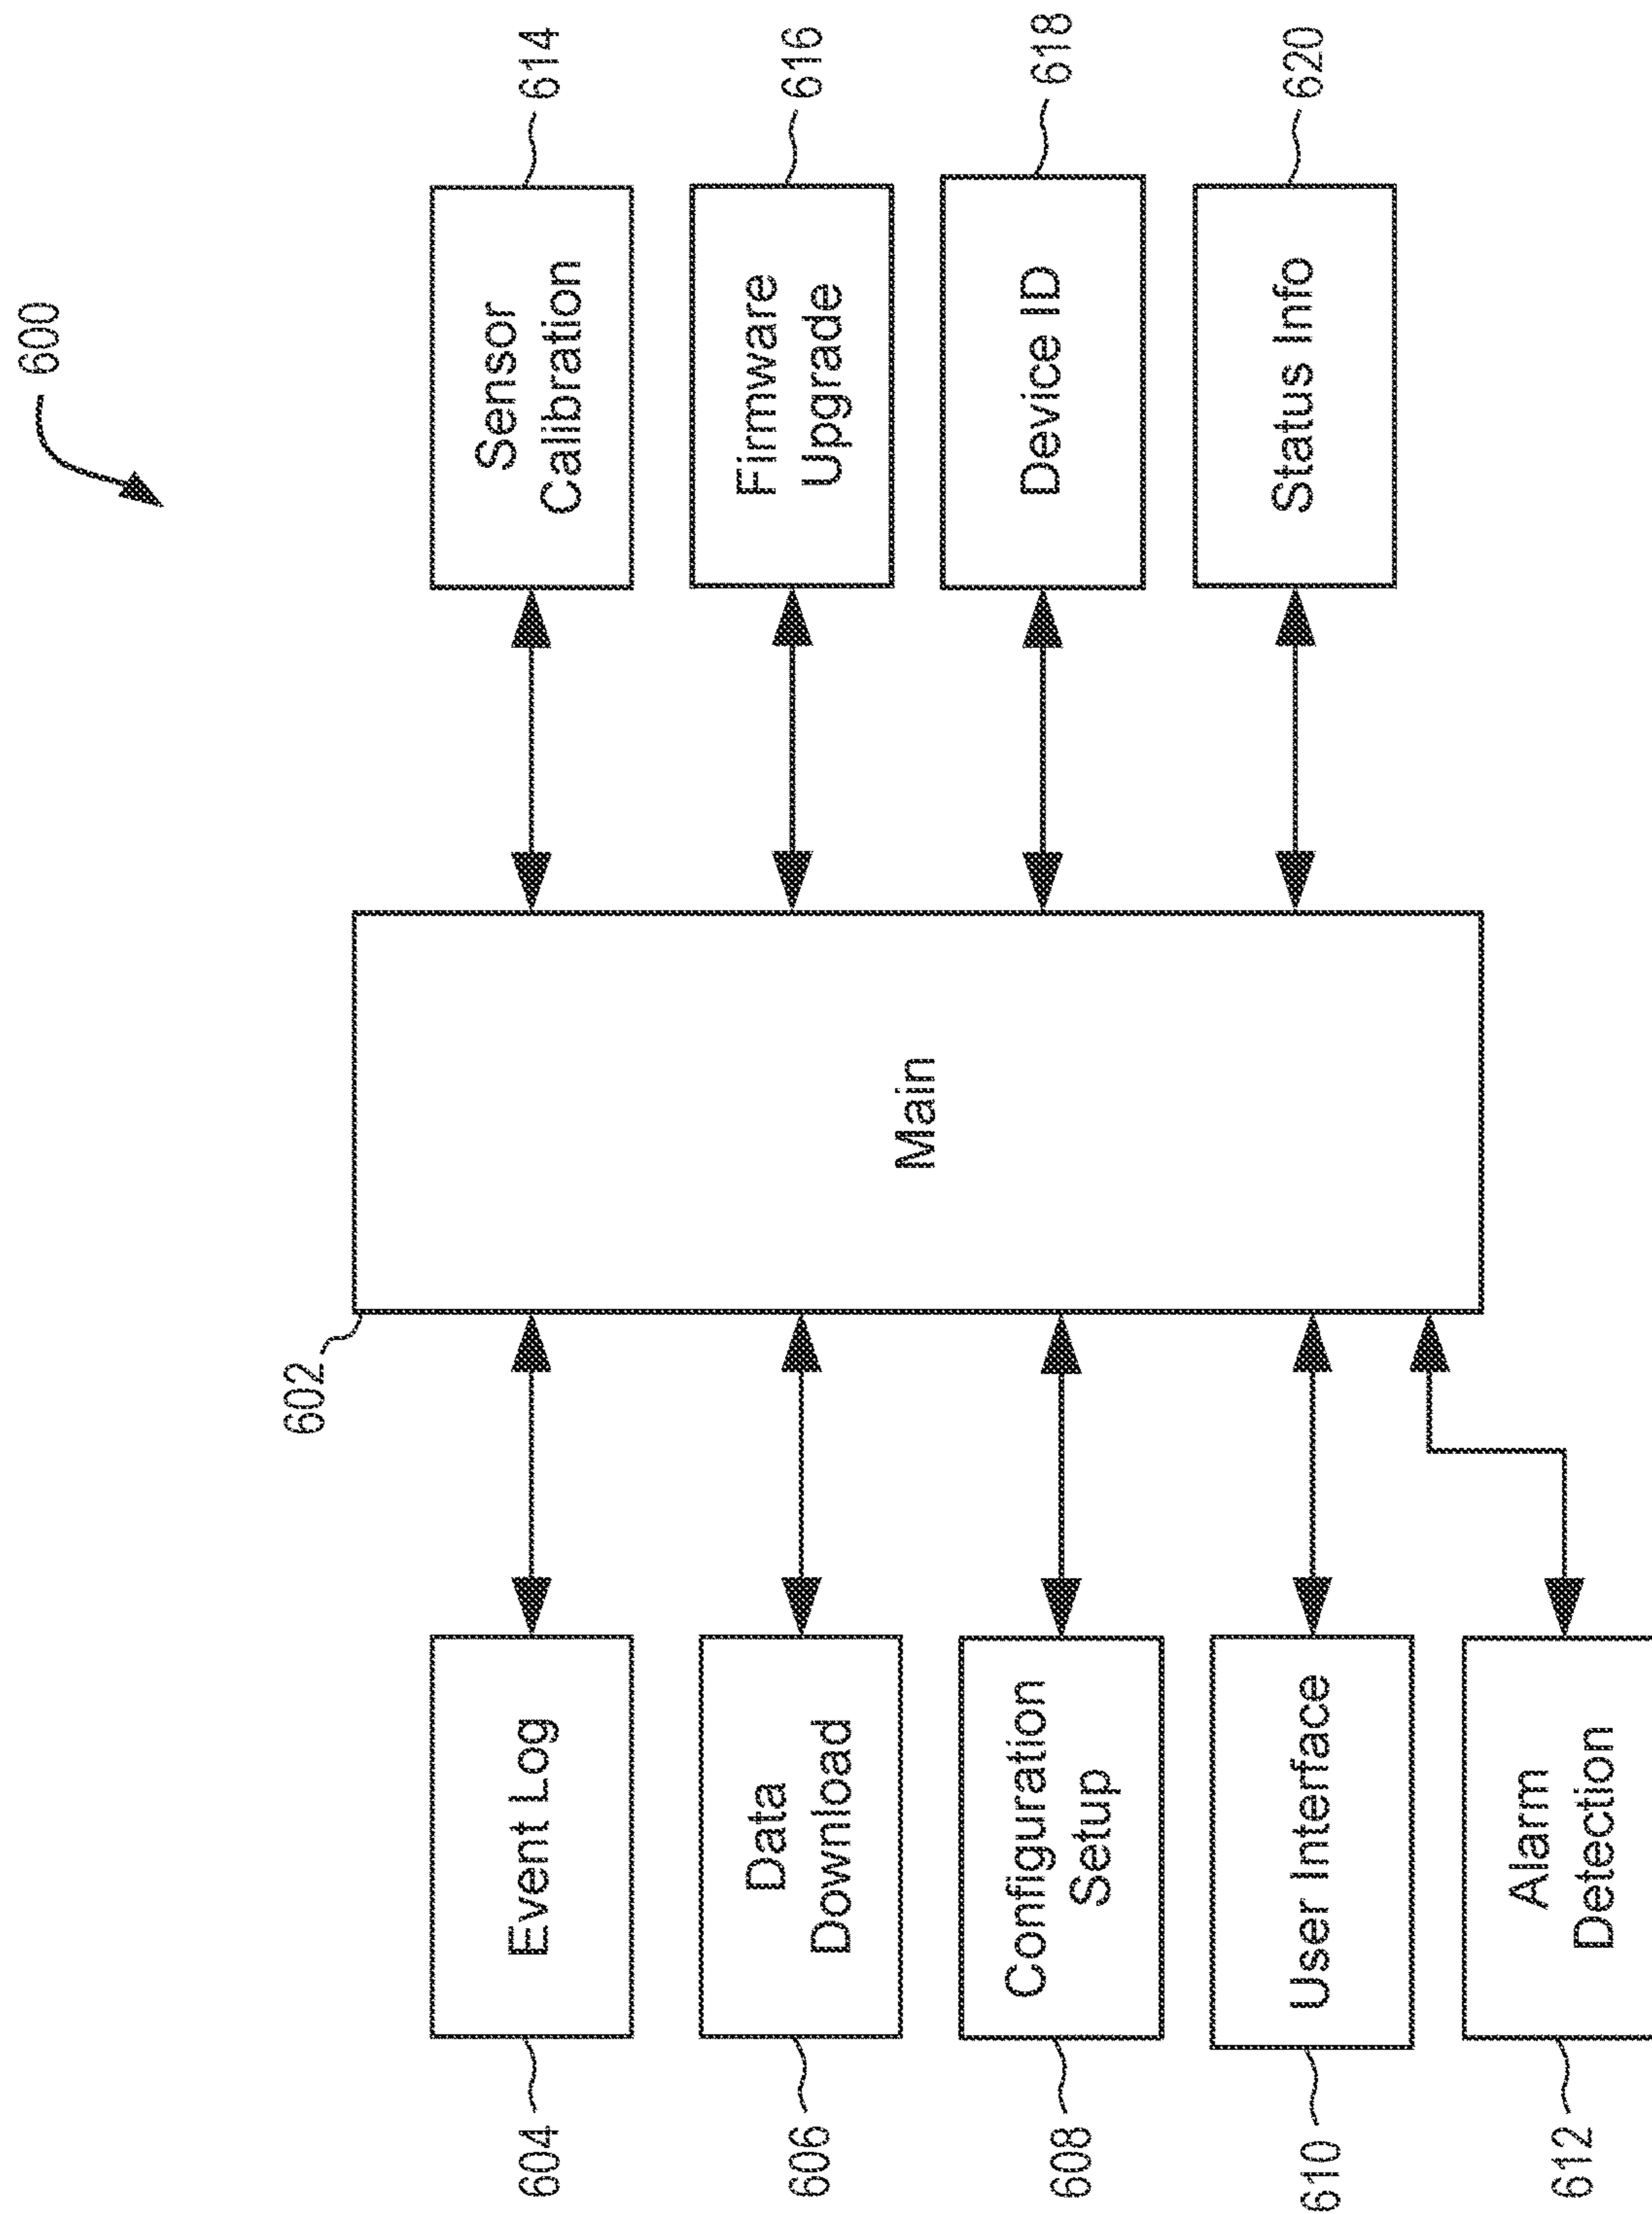 600
602
Main
604
Event Log
606
Data
Download
608
Configuration
Setup
610
User Interface
612
Alarm
Detection
614
Sensor
Calibration
616
Firmware
Upgrade
618
Device ID
620
Status Info